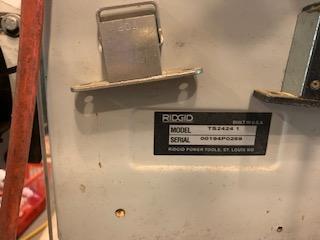 RIDGID
BUILT IN U.S.A.
MODEL TS2424 1
SERIAL 00194P0269
RIDGID POWER TOOLS, ST. LOUIS MO